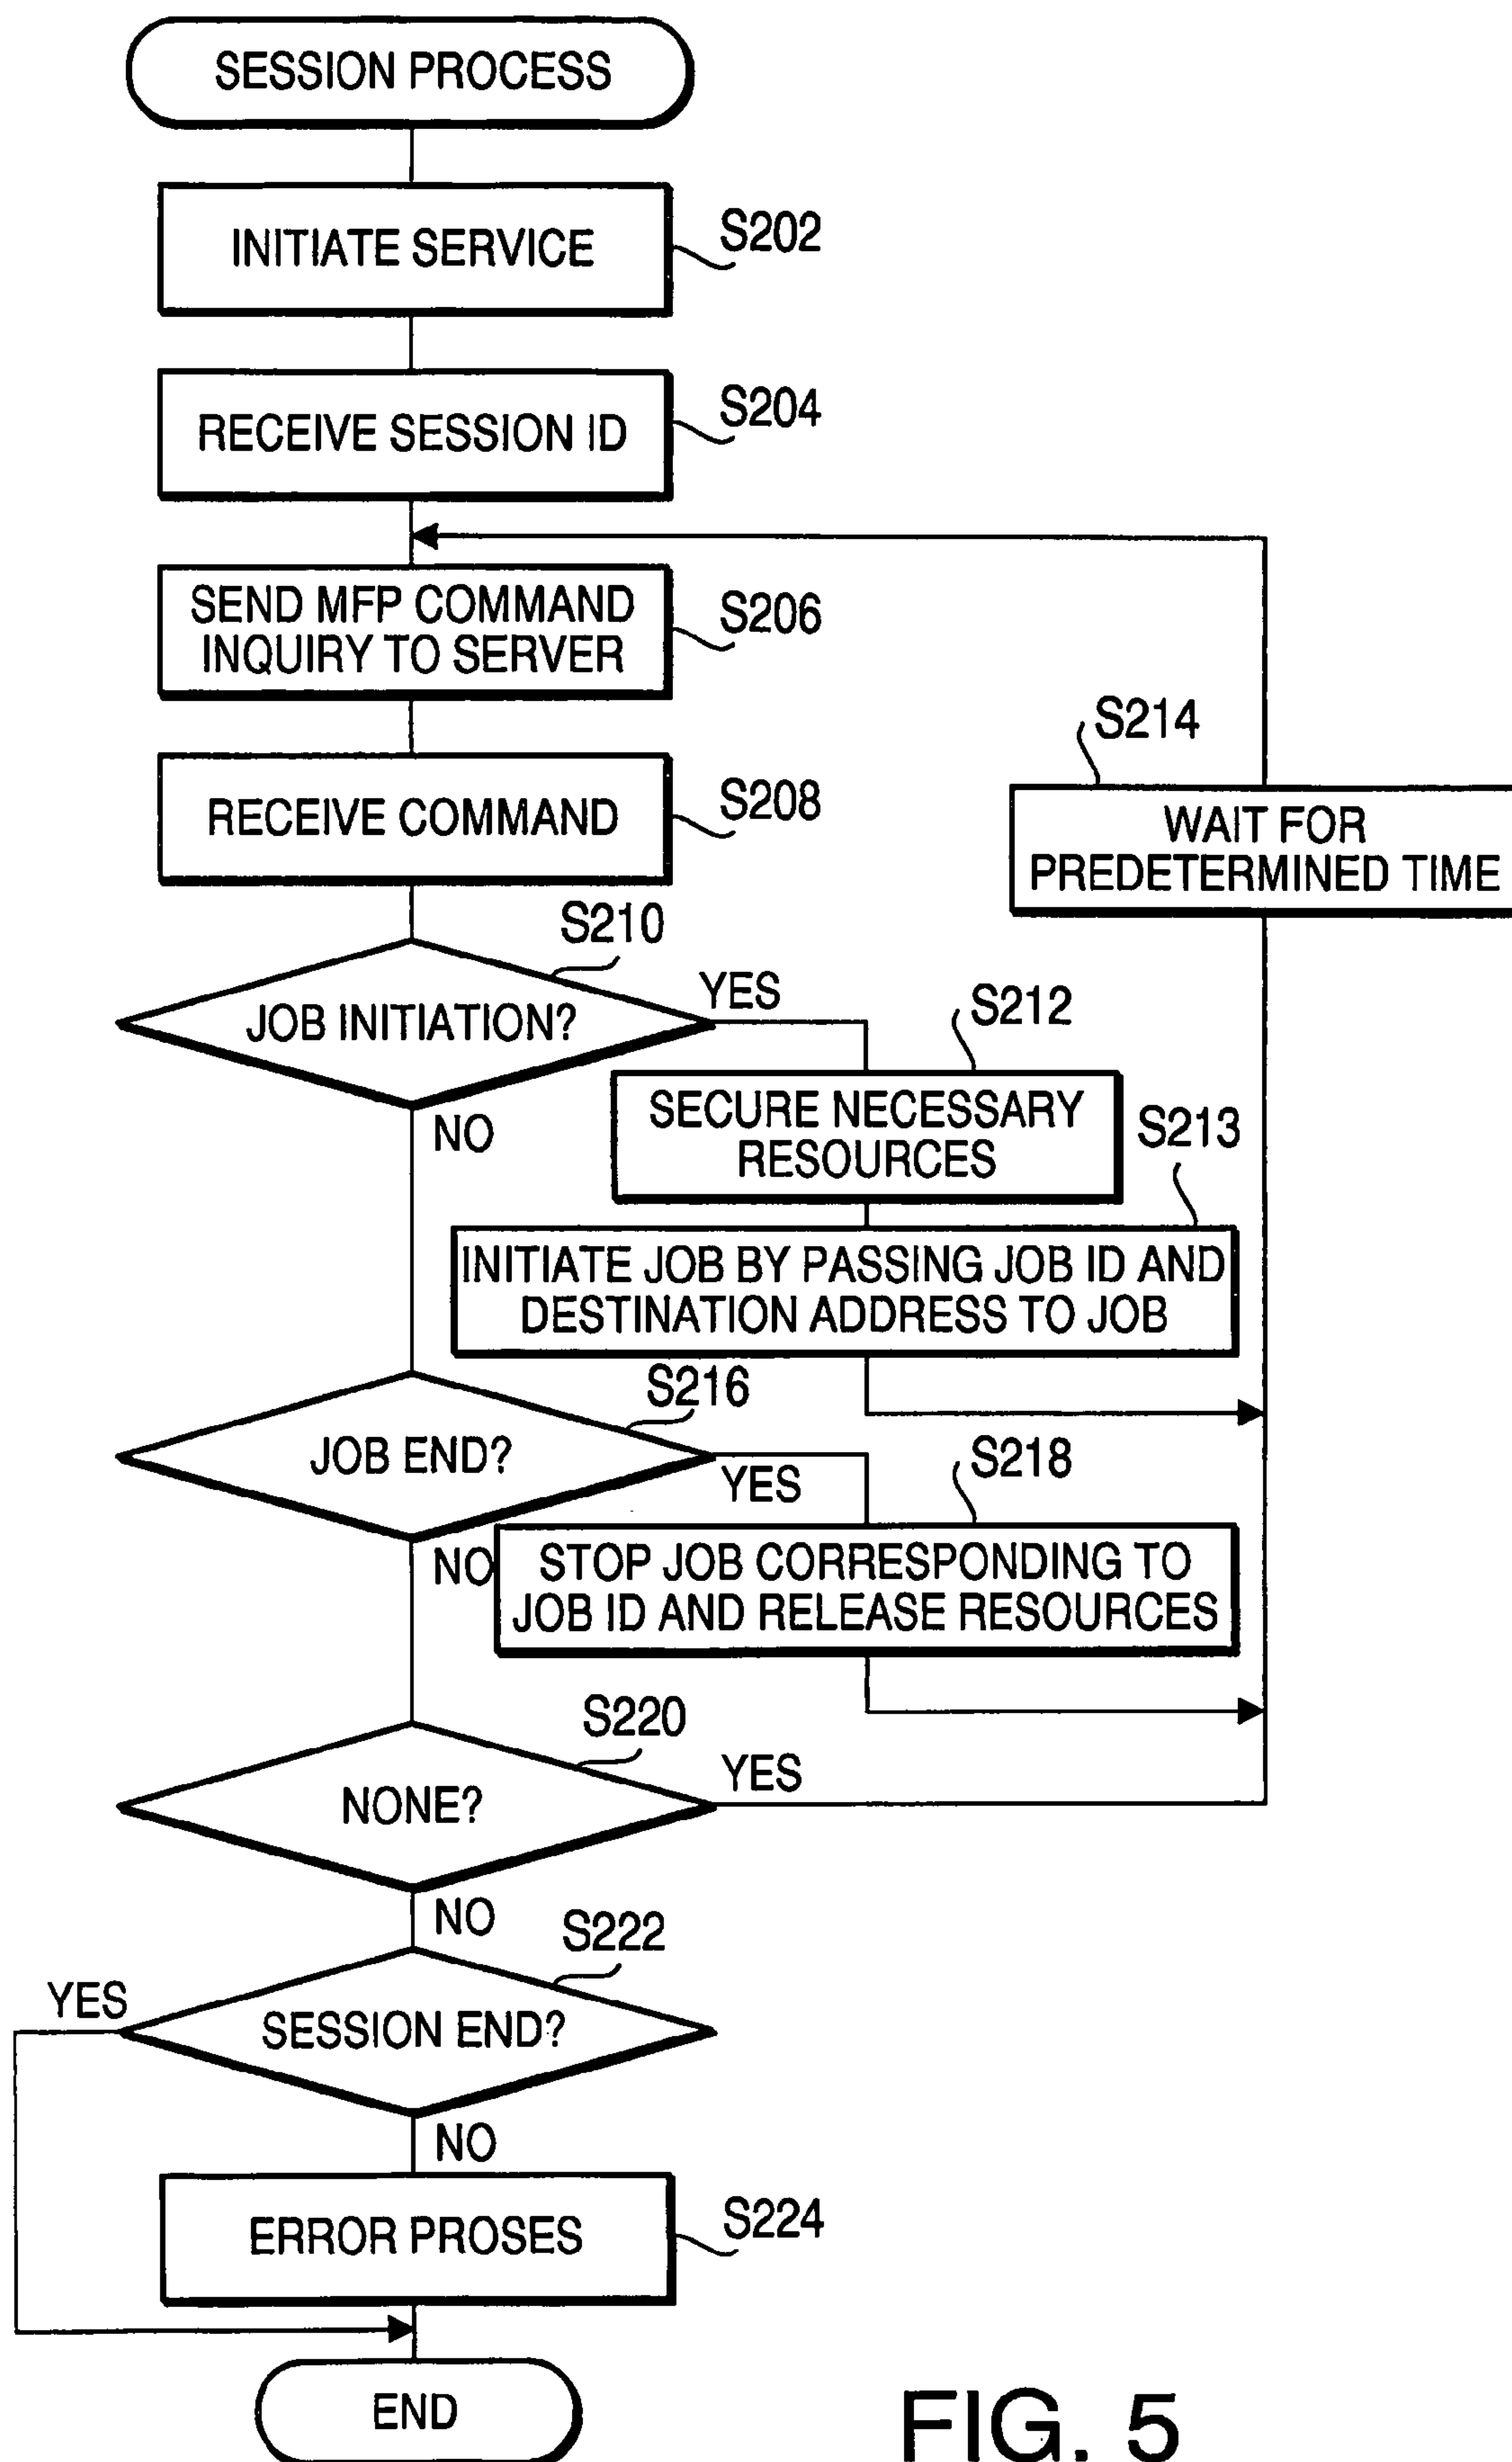 SESSION PROCESS
INITIATE SERVICE
S202
RECEIVE SESSION ID
S204
SEND MFP COMMAND
INQUIRY TO SERVER
S206
S214
RECEIVE COMMAND
S208
WAIT FOR
PREDETERMINED TIME
S210
JOB INITIATION?
YES
NO
S212
SECURE NECESSARY
RESOURCES
S213
INITIATE JOB BY PASSING JOB ID AND
DESTINATION ADDRESS TO JOB
S216
JOB END?
YES
NO
S218
STOP JOB CORRESPONDING TO
JOB ID AND RELEASE RESOURCES
S220
NONE?
YES
NO
S222
YES
SESSION END?
NO
ERROR PROSES
S224
END
FIG. 5